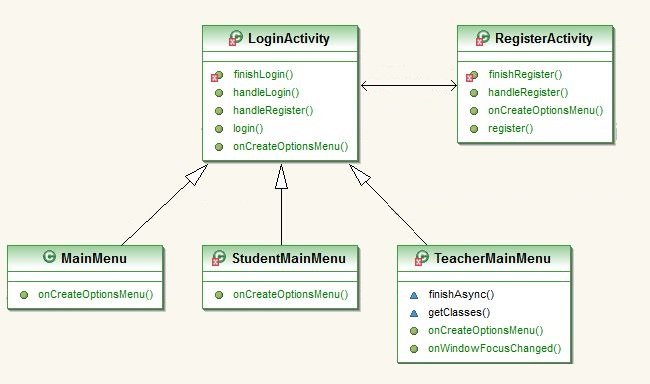 LoginActivity
finishLogin()
handleLogin()
handleRegister()
login()
onCreateOptionsMenu()
RegisterActivity
finishRegister()
handleRegister()
onCreateOptionsMenu()
register()
MainMenu
onCreateOptionsMenu()
StudentMainMenu
onCreateOptionsMenu()
TeacherMainMenu
finishAsync()
getClasses()
onCreateOptionsMenu()
onWindowFocusChanged()